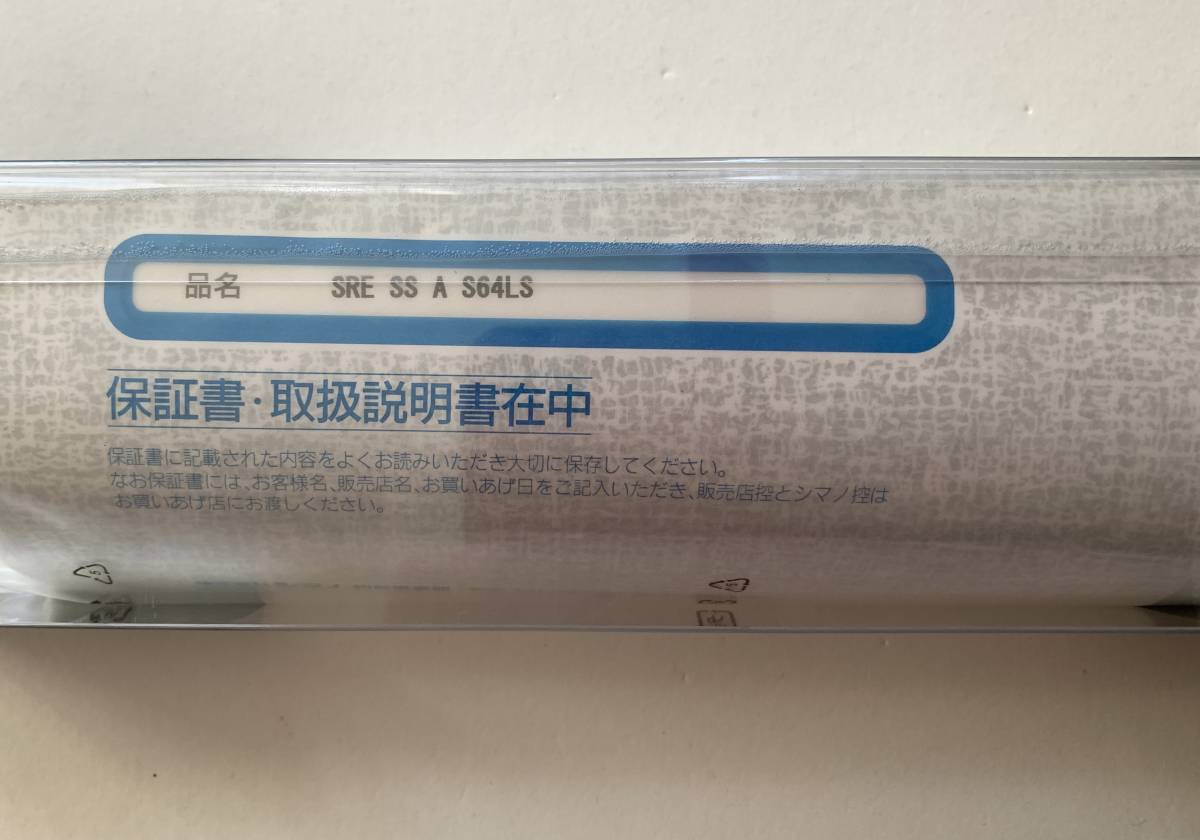 品名 SRE SS A S64LS
保証書・取扱説明書在中
保証書に記載された内容をよくお読みいただき大切に保存してください。
なお保証書には、お客様名、販売店名、お買いあげ日をご記入いただき、販売店控とシマノ控は
お買いあげ店にお渡しください。